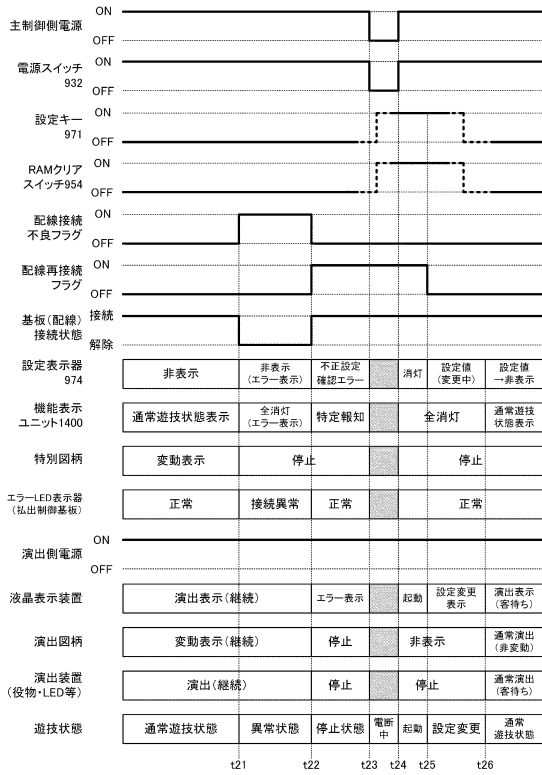 主制御側電源
ON
OFF
電源スイッチ
932
ON
OFF
設定キー
971
ON
OFF
RAMクリア
スイッチ954
ON
OFF
配線接続
不良フラグ
ON
OFF
配線再接続
フラグ
ON
OFF
基板(配線)
接続状態
接続
解除
設定表示器
974
非表示
非表示
(エラー表示)
不正設定
確認エラー
消灯
設定値
(変更中)
設定値
→非表示
機能表示
ユニット1400
通常遊技状態表示
全消灯
(エラー表示)
特定報知
全消灯
通常遊技
状態表示
特別図柄
変動表示
停止
停止
エラーLED表示器
(払出制御基板)
正常
接続異常
正常
正常
演出側電源
ON
OFF
液晶表示装置
演出表示(継続)
エラー表示
起動
設定変更
表示
演出表示
(客待ち)
演出図柄
変動表示(継続)
停止
非表示
通常演出
(非変動)
演出装置
(役物・LED等)
演出(継続)
停止
停止
通常演出
(客待ち)
遊技状態
通常遊技状態
異常状態
停止状態
電断
中
起動
設定変更
通常
遊技状態
t21
t22
t23
t24
t25
t26